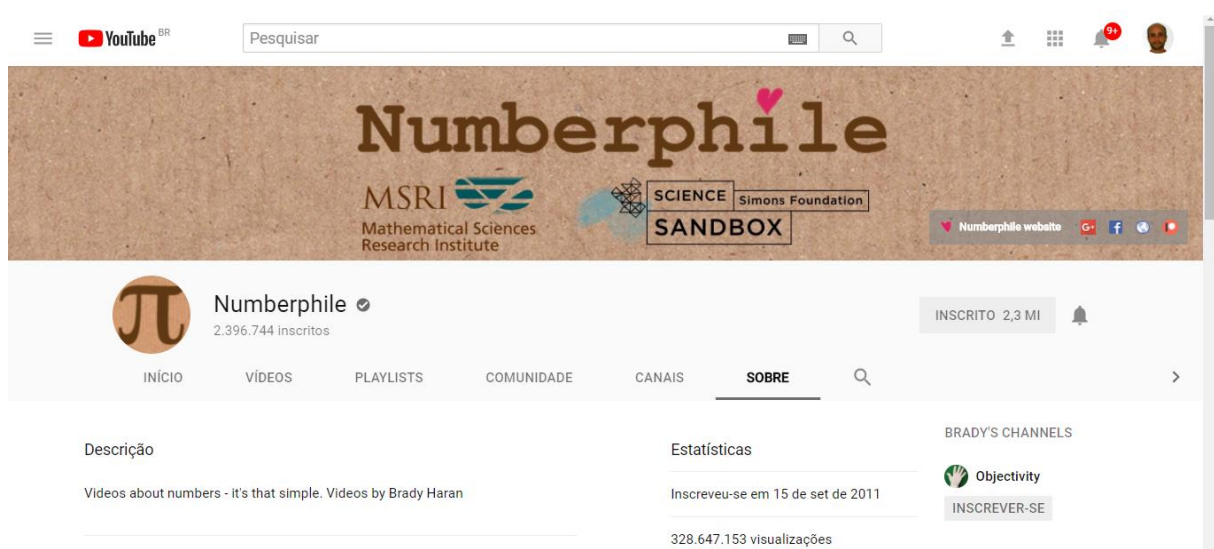 YouTube BR
Pesquisar
9+
Numberphile
MSRI
Mathematical Sciences
Research Institute
SCIENCE Simons Foundation
SANDBOX
Numberphile website
G+
π
Numberphile
2.396.744 inscritos
INSCRITO 2,3 MI
INÍCIO VÍDEOS PLAYLISTS COMUNIDADE CANAIS SOBRE
Descrição
Videos about numbers - it's that simple. Videos by Brady Haran
Estatísticas
Inscreveu-se em 15 de set de 2011
328.647.153 visualizações
BRADY'S CHANNELS
Objectivity
INSCREVER-SE